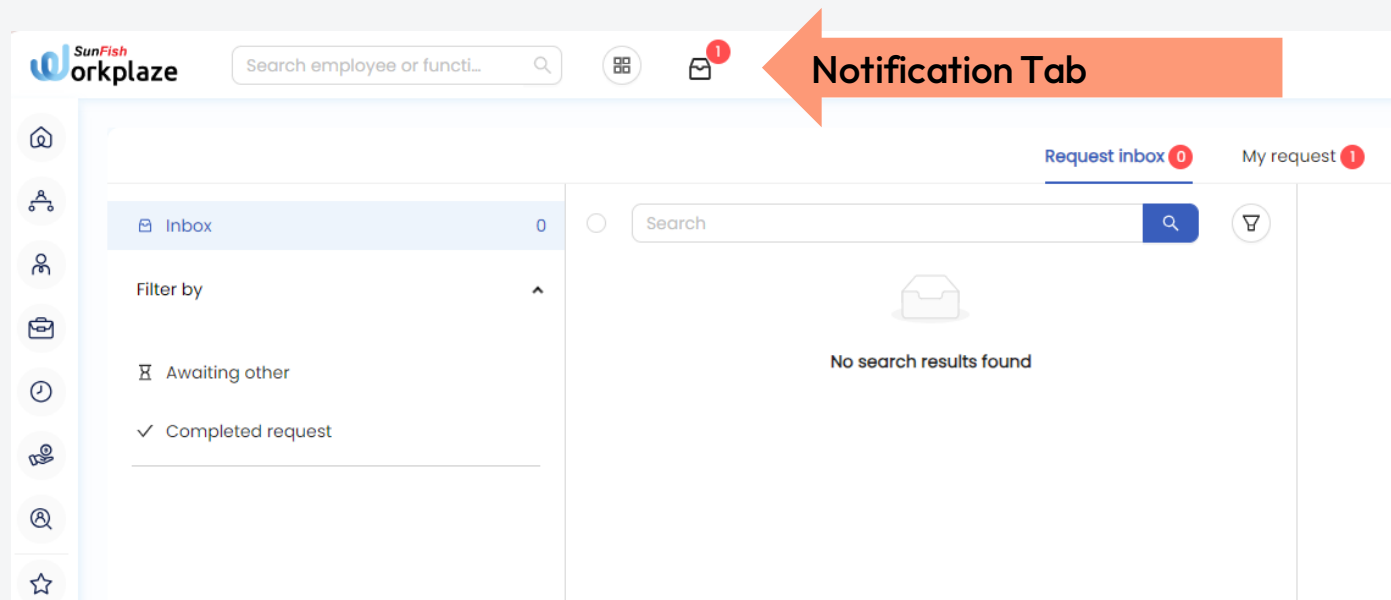 SunFish
Workplaze
Search employee or functi...
1
Notification Tab
Request inbox 0
My request 1
Inbox 0
Search
Filter by
No search results found
Awaiting other
Completed request